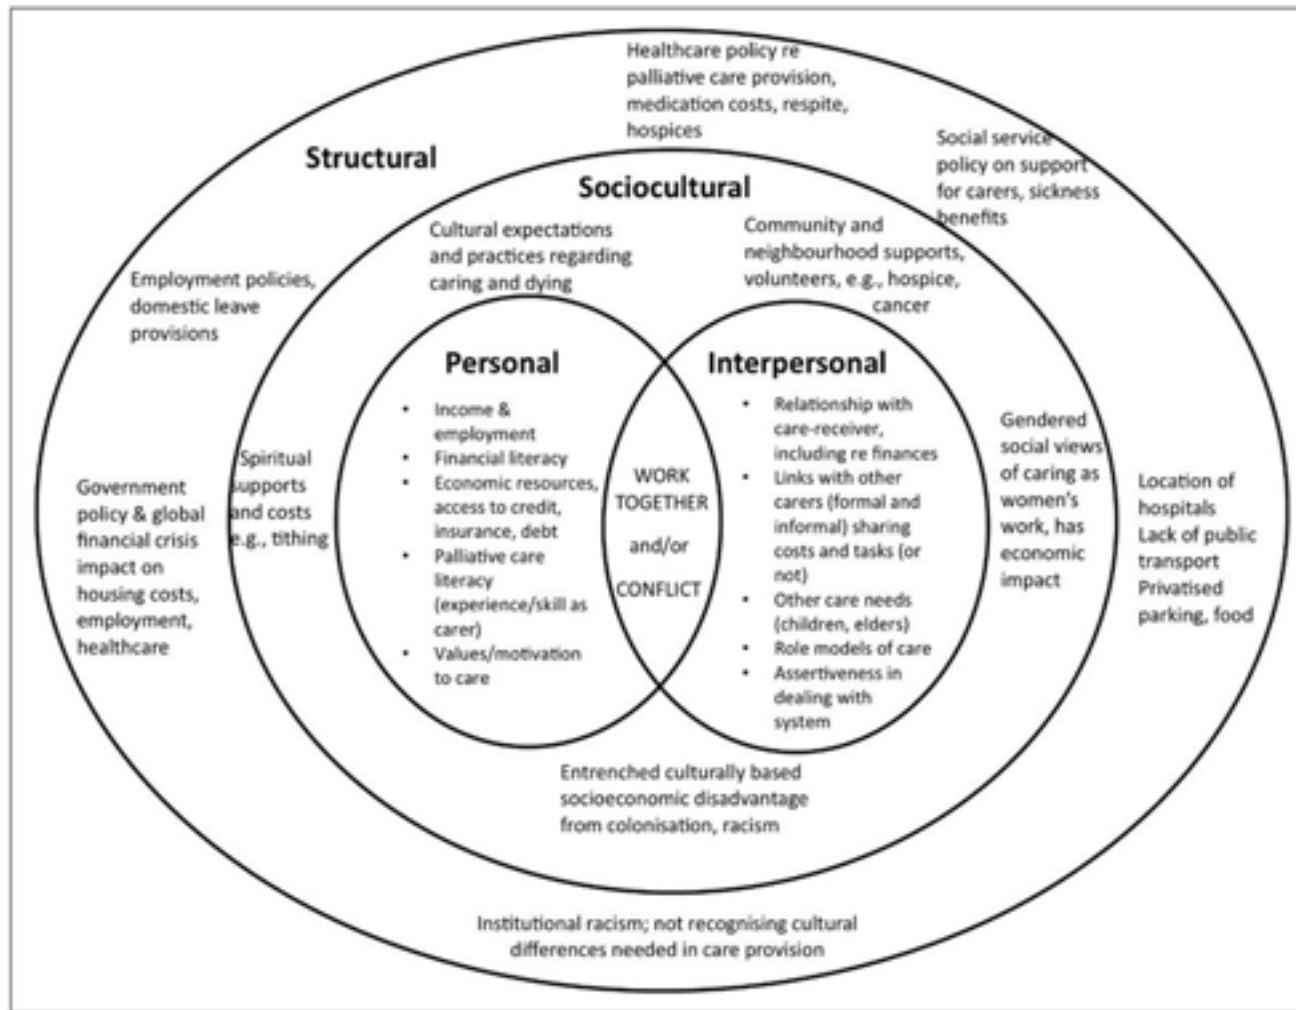 Healthcare policy re
palliative care provision,
medication costs, respite,
hospices
Structural
Social service
policy on support
for carers, sickness
benefits
Sociocultural
Cultural expectations
and practices regarding
caring and dying
Community and
neighbourhood supports,
volunteers, e.g., hospice,
cancer
Employment policies,
domestic leave
provisions
Personal
• Income &
employment
• Financial literacy
• Economic resources,
access to credit,
insurance, debt
• Palliative care
literacy
(experience/skill as
carer)
• Values/motivation
to care
WORK
TOGETHER
and/or
CONFLICT
Interpersonal
• Relationship with
care-receiver,
including re finances
• Links with other
carers (formal and
informal) sharing
costs and tasks (or
not)
• Other care needs
(children, elders)
• Role models of care
• Assertiveness in
dealing with
system
Spiritual
supports
and costs
e.g., tithing
Government
policy & global
financial crisis
impact on
housing costs,
employment,
healthcare
Gendered
social views
of caring as
women's
work, has
economic
impact
Location of
hospitals
Lack of public
transport
Privatised
parking, food
Entrenched culturally based
socioeconomic disadvantage
from colonisation, racism
Institutional racism; not recognising cultural
differences needed in care provision